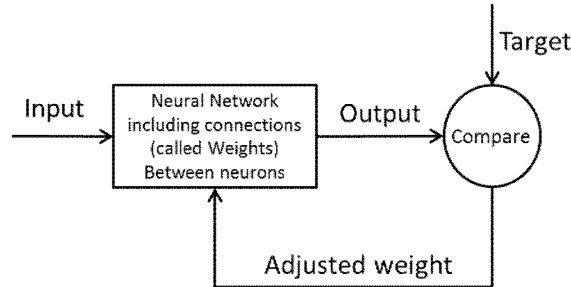 Target
Input
Neural Network
including connections
(called Weights)
Between neurons
Output
Compare
Adjusted weight